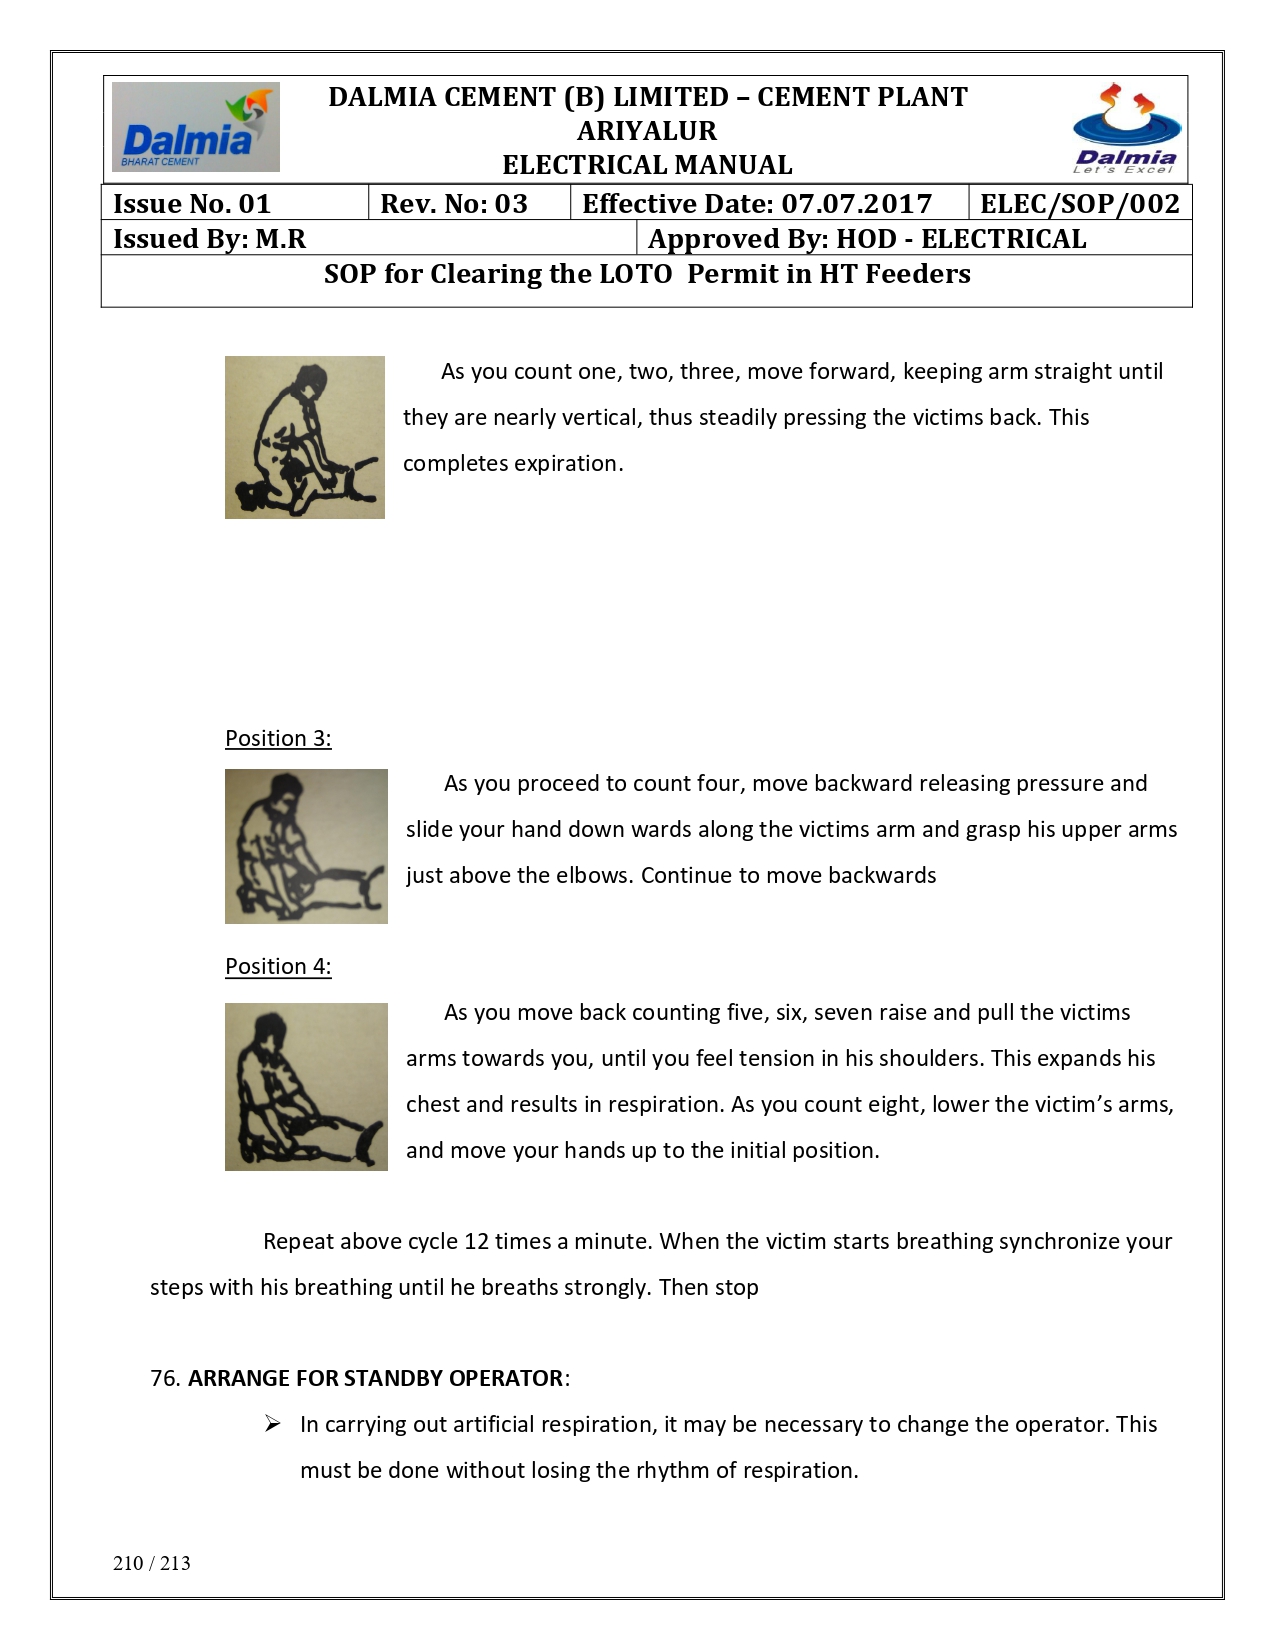 Dalmia
BHARAT CEMENT
DALMIA CEMENT (B) LIMITED – CEMENT PLANT
ARIYALUR
ELECTRICAL MANUAL
Dalmia
Let's Excel
Issue No. 01 Rev. No: 03 Effective Date: 07.07.2017 ELEC/SOP/002
Issued By: M.R Approved By: HOD - ELECTRICAL
SOP for Clearing the LOTO Permit in HT Feeders
As you count one, two, three, move forward, keeping arm straight until
they are nearly vertical, thus steadily pressing the victims back. This
completes expiration.
Position 3:
As you proceed to count four, move backward releasing pressure and
slide your hand down wards along the victims arm and grasp his upper arms
just above the elbows. Continue to move backwards
Position 4:
As you move back counting five, six, seven raise and pull the victims
arms towards you, until you feel tension in his shoulders. This expands his
chest and results in respiration. As you count eight, lower the victim’s arms,
and move your hands up to the initial position.
Repeat above cycle 12 times a minute. When the victim starts breathing synchronize your
steps with his breathing until he breaths strongly. Then stop
76. ARRANGE FOR STANDBY OPERATOR:
➢ In carrying out artificial respiration, it may be necessary to change the operator. This
must be done without losing the rhythm of respiration.
210 / 213